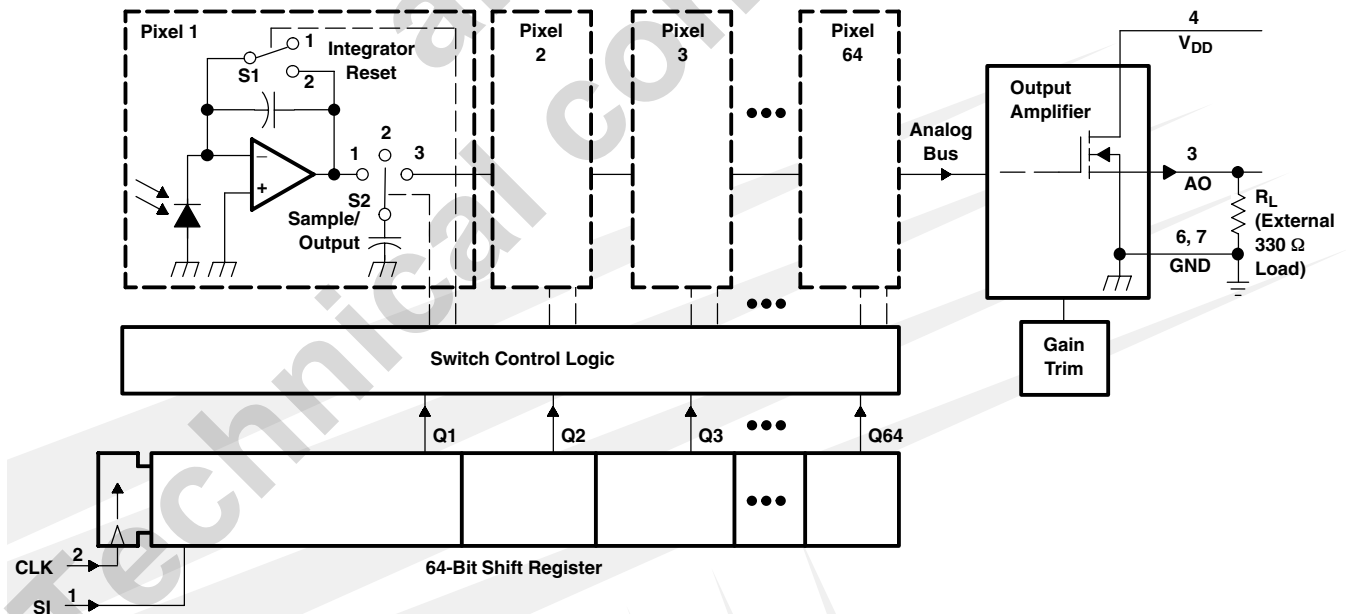 Pixel 1
1
Integrator
Reset
S1
2
2
1
3
S2
Sample/
Output
−
+
Pixel
2
Pixel
3
Pixel
64
•••
Analog
Bus
Output
Amplifier
4
VDD
3
AO
RL
(External
330 Ω
Load)
6, 7
GND
•••
Gain
Trim
Switch Control Logic
Q1
Q2
Q3
•••
Q64
•••
CLK
2
SI
1
64-Bit Shift Register
Technical con
a